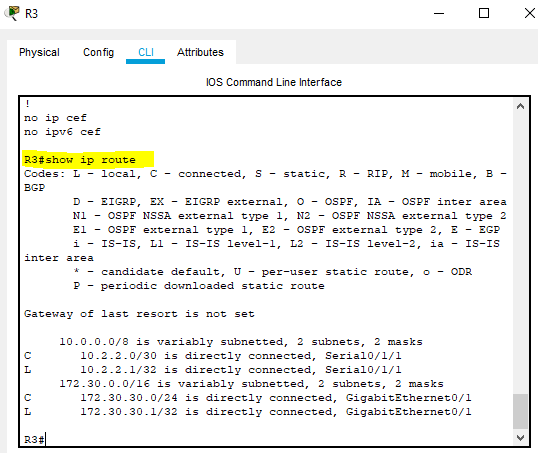 R3
Physical Config CLI Attributes
IOS Command Line Interface
!
no ip cef
no ipv6 cef
R3#show ip route
Codes: L - local, C - connected, S - static, R - RIP, M - mobile, B -
BGP
D - EIGRP, EX - EIGRP external, O - OSPF, IA - OSPF inter area
N1 - OSPF NSSA external type 1, N2 - OSPF NSSA external type 2
E1 - OSPF external type 1, E2 - OSPF external type 2, E - EGP
i - IS-IS, L1 - IS-IS level-1, L2 - IS-IS level-2, ia - IS-IS
inter area
* - candidate default, U - per-user static route, o - ODR
P - periodic downloaded static route
Gateway of last resort is not set
10.0.0.0/8 is variably subnetted, 2 subnets, 2 masks
C 10.2.2.0/30 is directly connected, Serial0/1/1
L 10.2.2.1/32 is directly connected, Serial0/1/1
172.30.0.0/16 is variably subnetted, 2 subnets, 2 masks
C 172.30.30.0/24 is directly connected, GigabitEthernet0/1
L 172.30.30.1/32 is directly connected, GigabitEthernet0/1
R3#